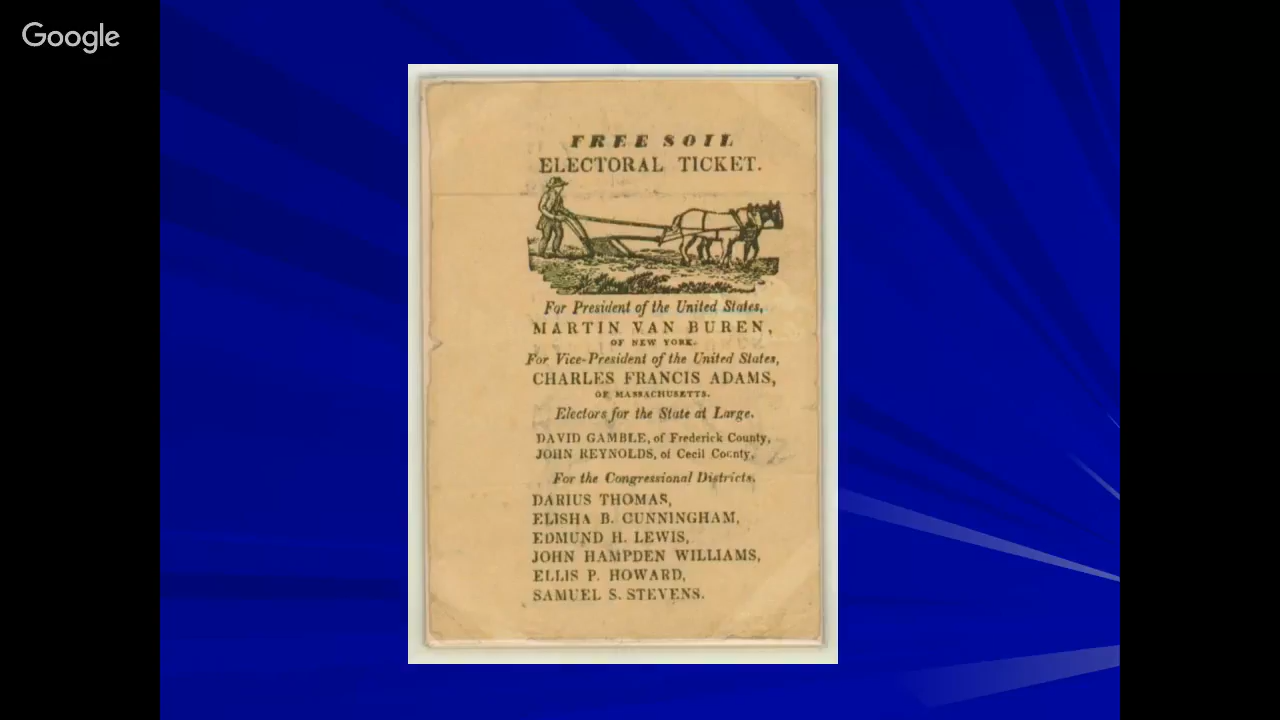 Google
FREE SOIL
ELECTORAL TICKET.
For President of the United States,
MARTIN VAN BUREN,
OF NEW YORK.
For Vice-President of the United States,
CHARLES FRANCIS ADAMS,
OF MASSACHUSETTS.
Electors for the State at Large.
DAVID GAMBLE, of Frederick County,
JOHN REYNOLDS, of Cecil County,
For the Congressional Districts.
DARIUS THOMAS,
ELISHA B. CUNNINGHAM,
EDMUND H. LEWIS,
JOHN HAMPDEN WILLIAMS,
ELLIS P. HOWARD,
SAMUEL S. STEVENS.